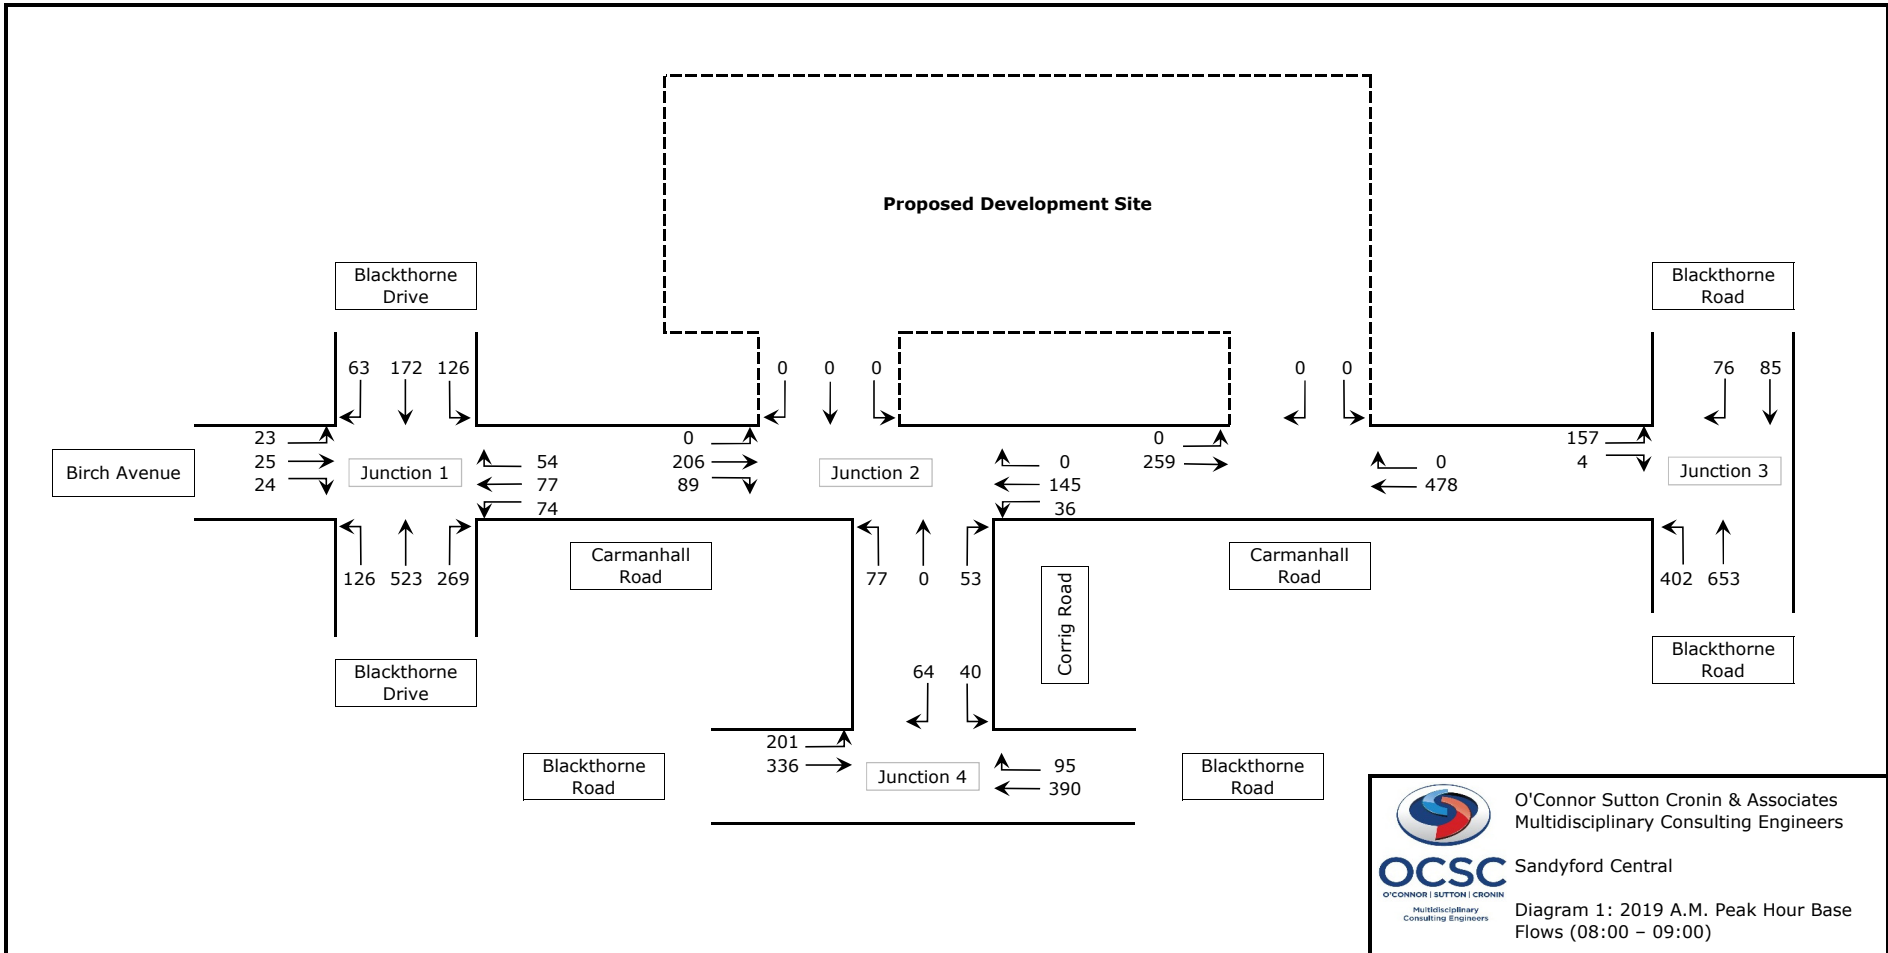 Proposed Development Site
Blackthorne
Drive
Blackthorne
Road
63 172 126
0 0 0
0 0
76 85
23
25
24
Birch Avenue
Junction 1
54
77
74
0
206
89
Junction 2
0
145
36
0
259
0
478
157
4
Junction 3
126 523 269
Carmanhall
Road
77 0 53
Corrig Road
Carmanhall
Road
402 653
Blackthorne
Drive
64 40
Blackthorne
Road
Blackthorne
Road
201
336
Junction 4
95
390
Blackthorne
Road
O'Connor Sutton Cronin & Associates
Multidisciplinary Consulting Engineers
OCSC
O'CONNOR | SUTTON | CRONIN
Multidisciplinary
Consulting Engineers
Sandyford Central
Diagram 1: 2019 A.M. Peak Hour Base
Flows (08:00 – 09:00)